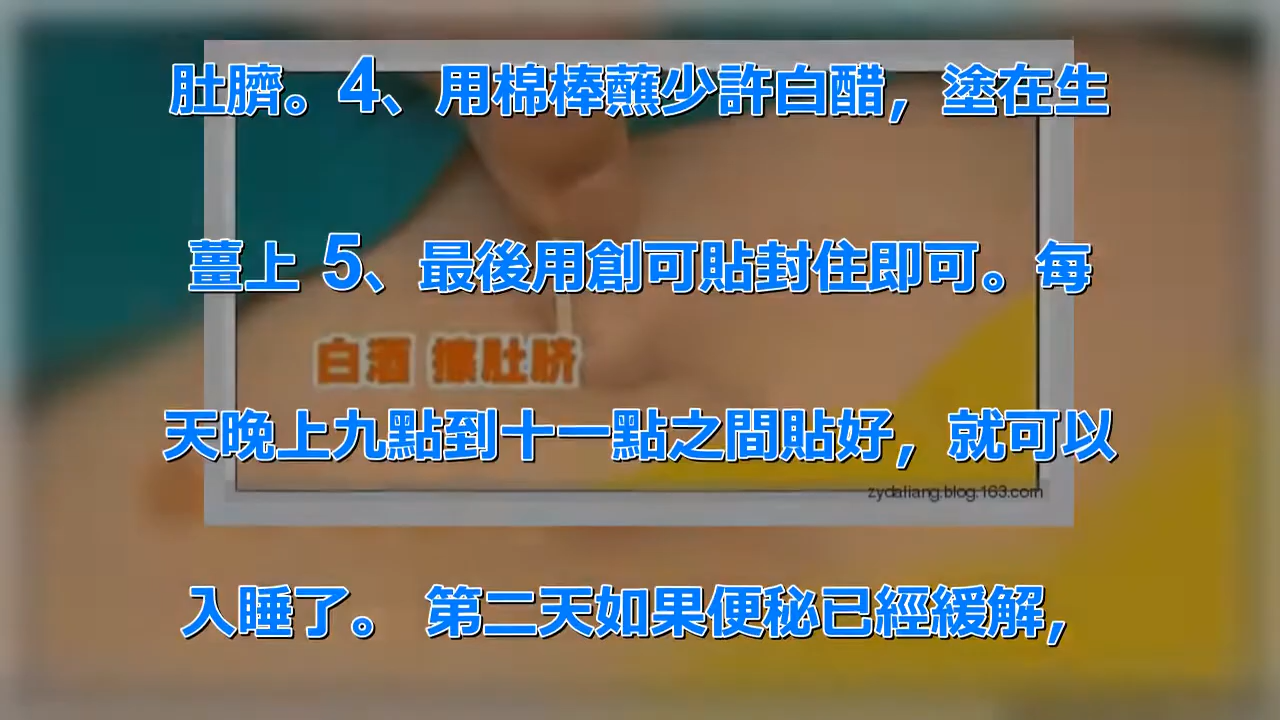 肚臍。4、用棉棒蘸少許白醋，塗在生
薑上 5、最後用創可貼封住即可。每
白酒 擦肚脐
天晚上九點到十一點之間貼好，就可以
zydaliang.blog.163.com
入睡了。 第二天如果便秘已經緩解，